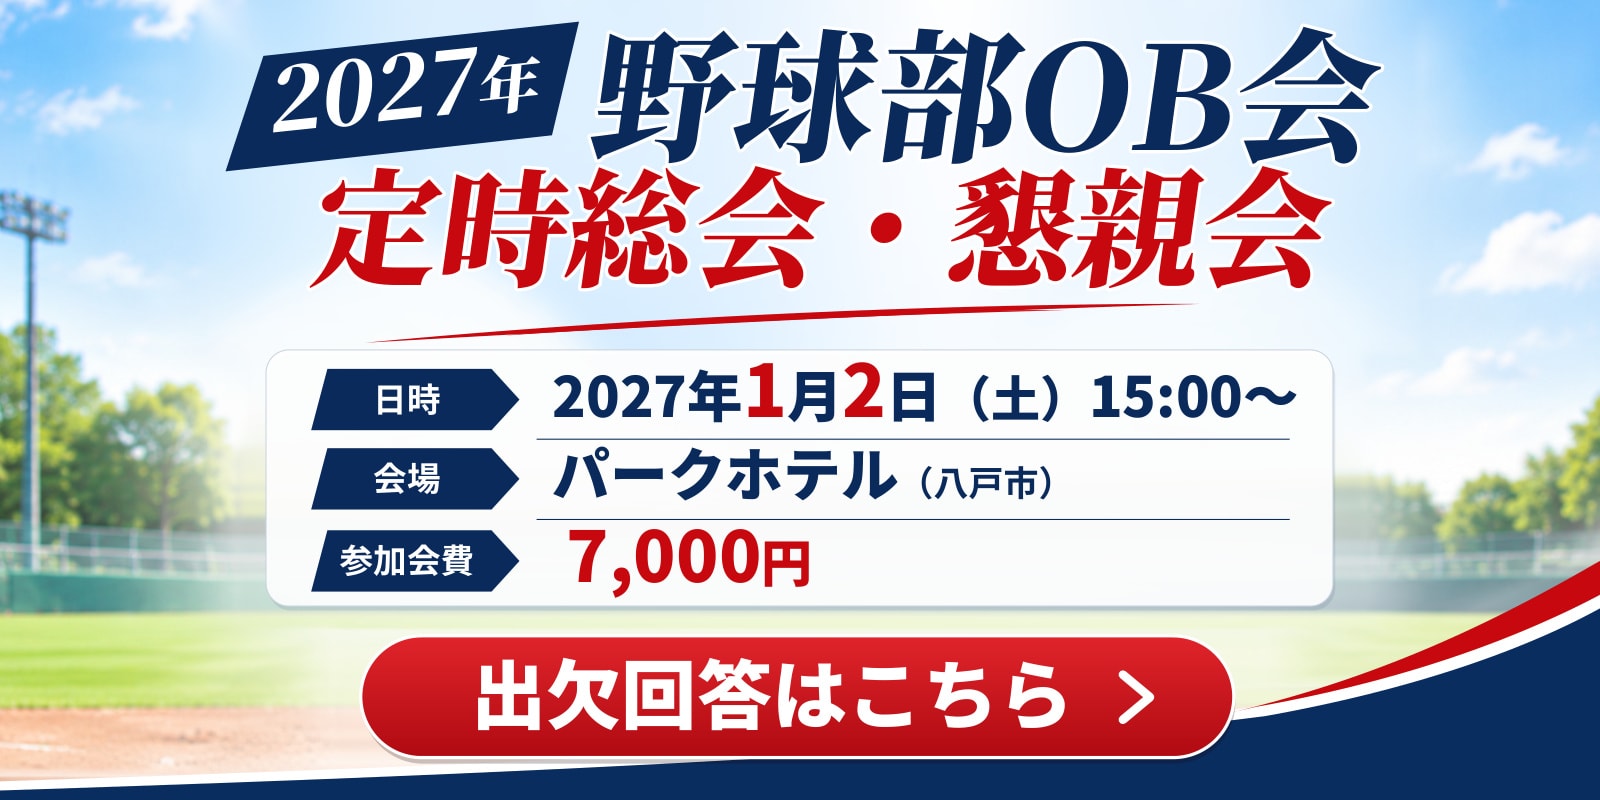 2027年 野球部OB会
定時総会・懇親会
日時 2027年1月2日（土）15:00～
会場 パークホテル（八戸市）
参加会費 7,000円
出欠回答はこちら